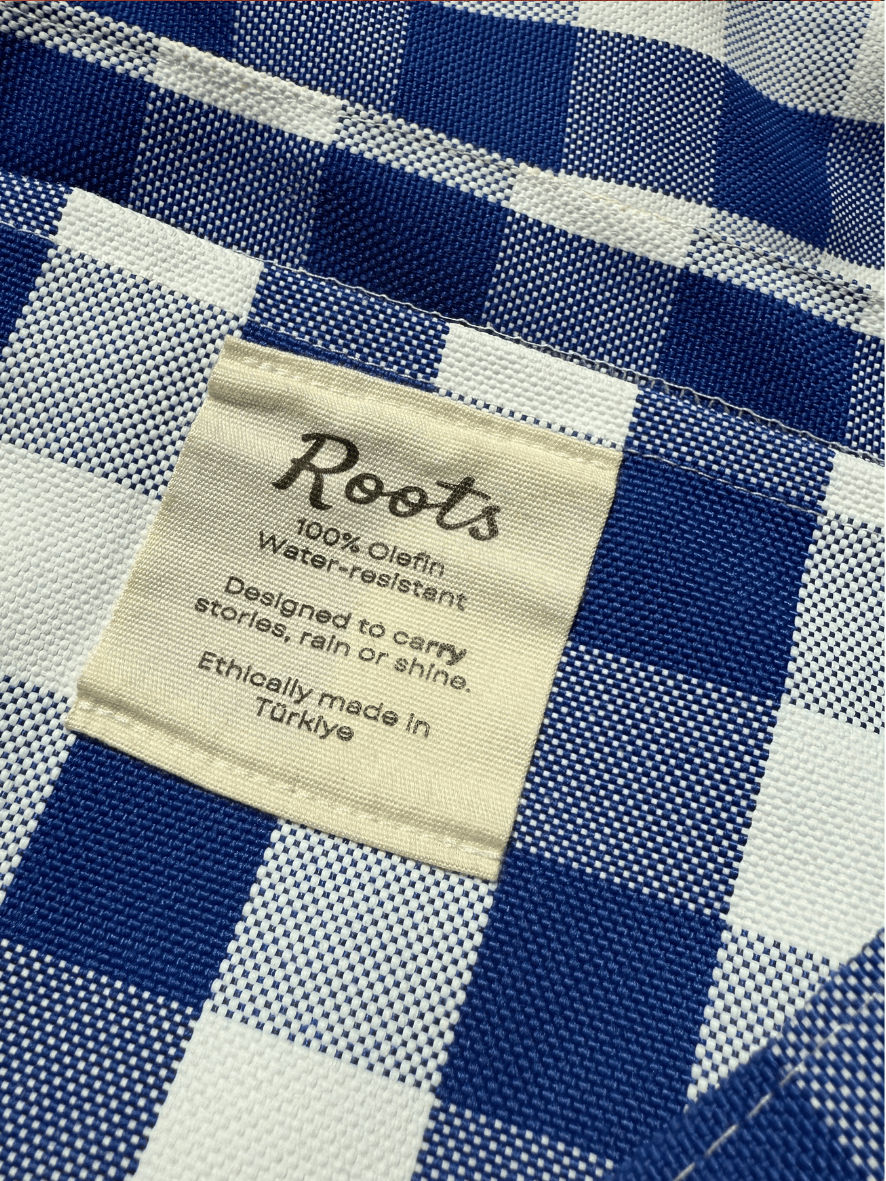 Roots
100% Olefin
Water-resistant
Designed to carry
stories, rain or shine.
Ethically made in
Türkiye